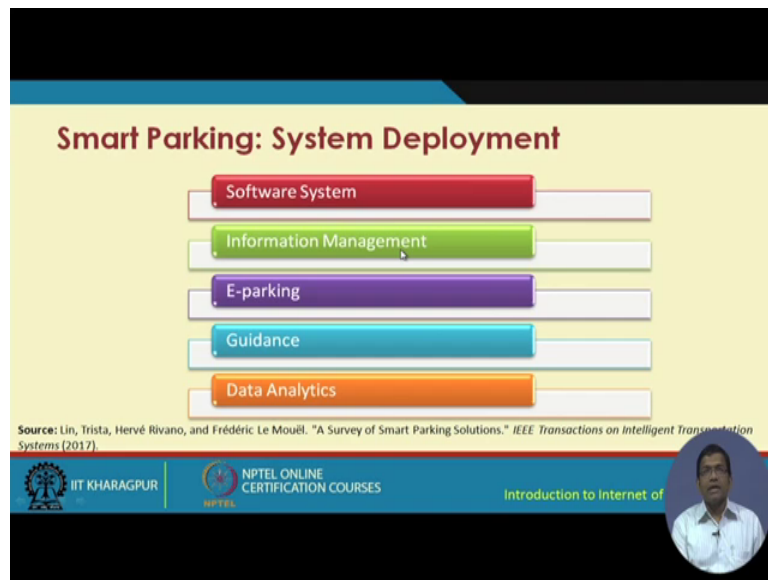 Smart Parking: System Deployment
Software System
Information Management
E-parking
Guidance
Data Analytics
Source: Lin, Trista, Hervé Rivano, and Frédéric Le Mouël. "A Survey of Smart Parking Solutions." IEEE Transactions on Intelligent Transportation
Systems (2017).
IIT KHARAGPUR
NPTEL ONLINE
CERTIFICATION COURSES
NPTEL
Introduction to Internet of